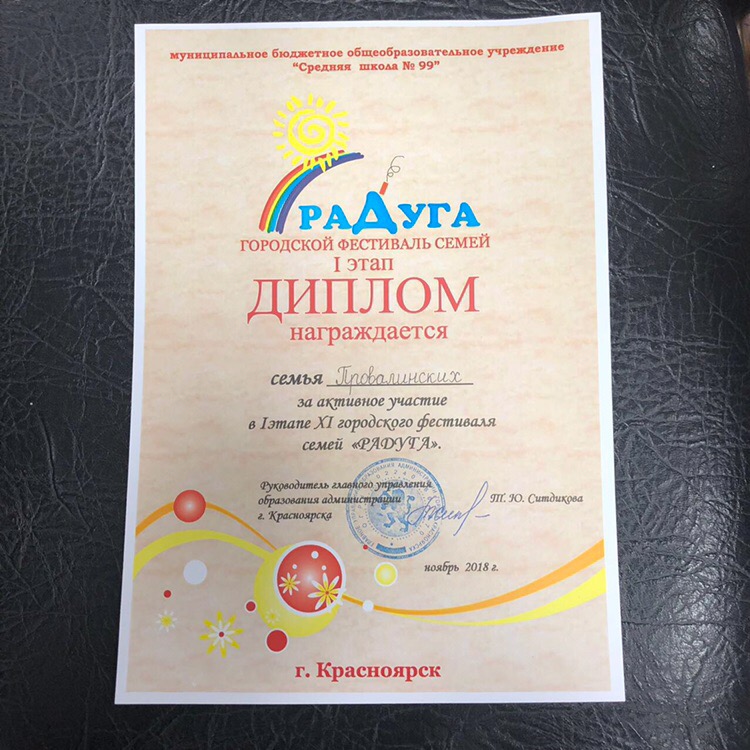 муниципальное бюджетное общеобразовательное учреждение
"Средняя школа № 99"
РАДУГА
ГОРОДСКОЙ ФЕСТИВАЛЬ СЕМЕЙ
I этап
ДИПЛОМ
награждается
семья Провалинских
за активное участие
в Iэтапе XI городского фестиваля
семей «РАДУГА».
Руководитель главного управления
образования администрации
г. Красноярска
Т. Ю. Ситдикова
ноябрь 2018 г.
г. Красноярск